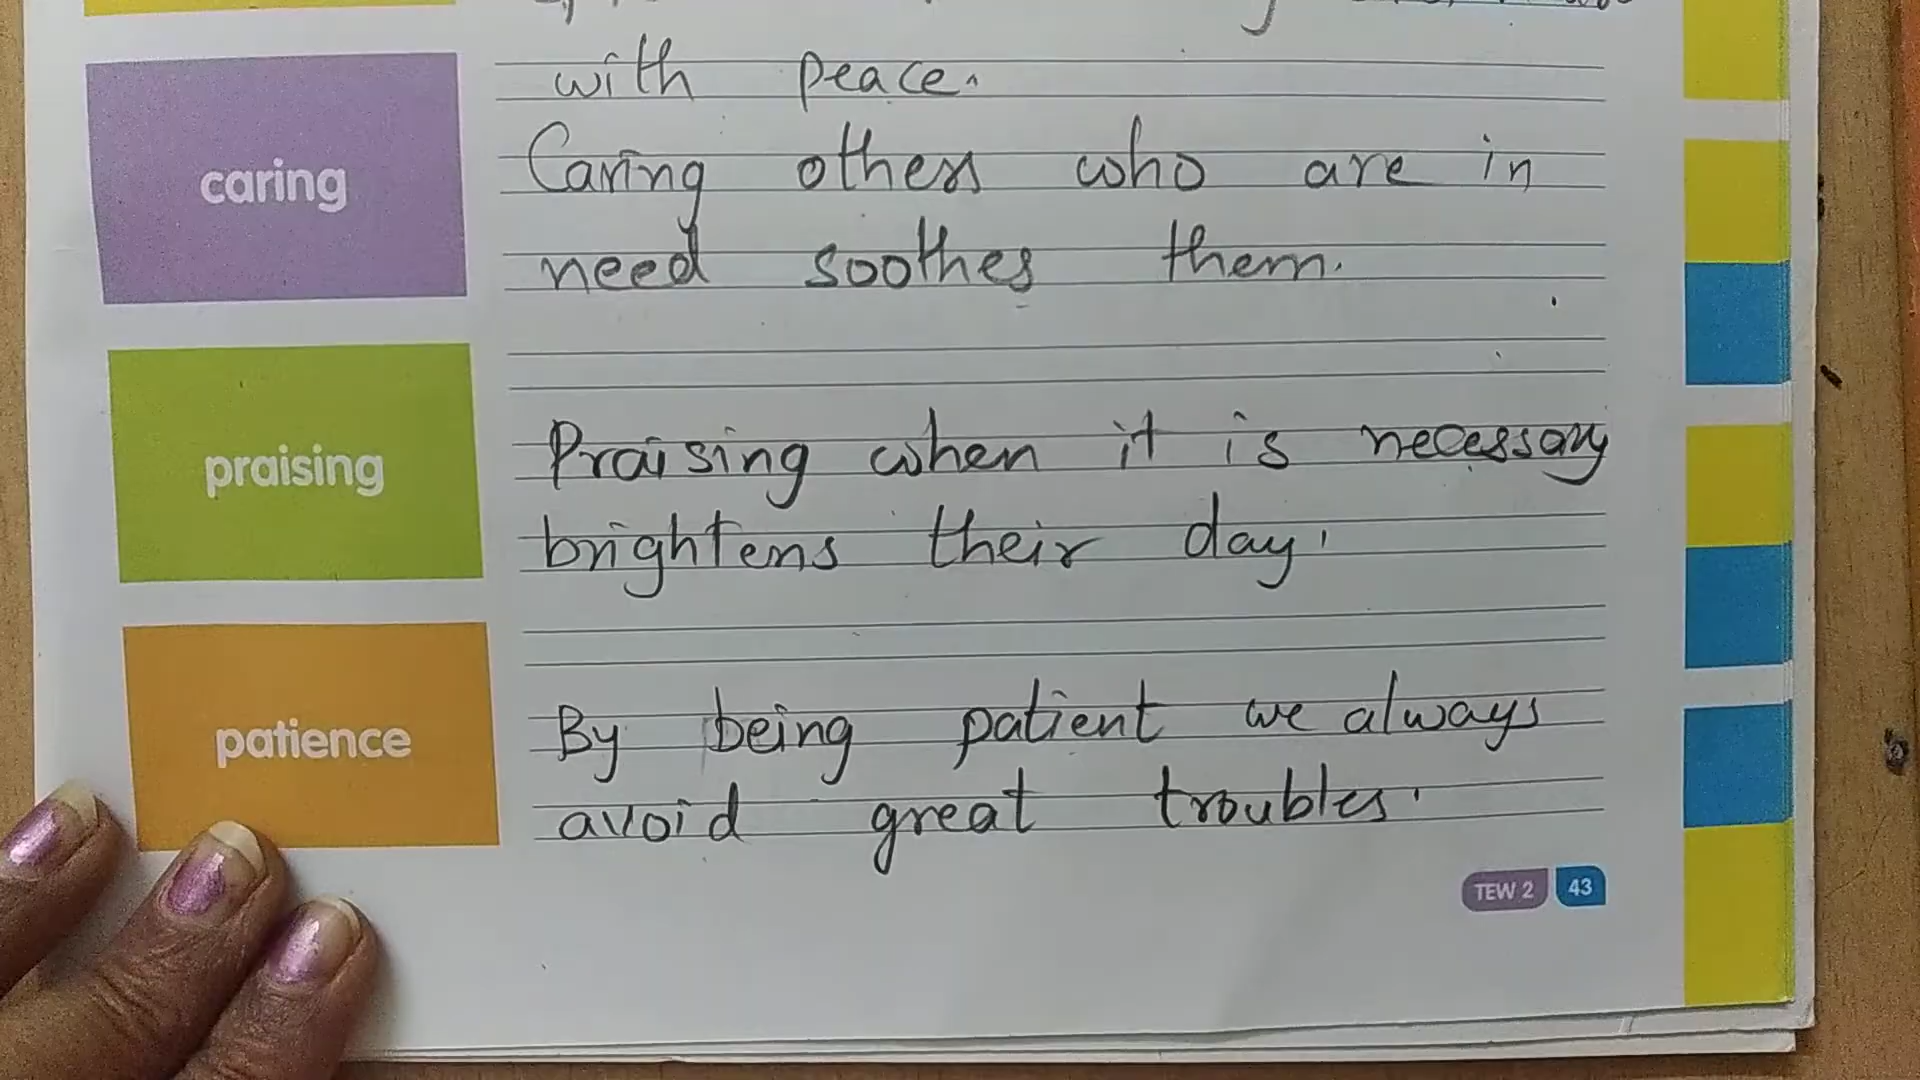 with peace.
caring
Caring others who are in
need soothes them.
praising
Praising when it is necessary
brightens their day.
patience
By being patient we always
avoid great troubles.
TEW 2 43